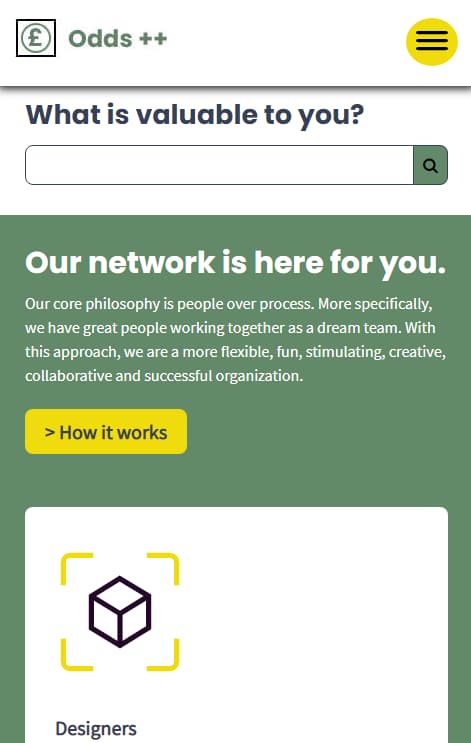 £ Odds ++
What is valuable to you?
Our network is here for you.
Our core philosophy is people over process. More specifically,
we have great people working together as a dream team. With
this approach, we are a more flexible, fun, stimulating, creative,
collaborative and successful organization.
> How it works
Designers